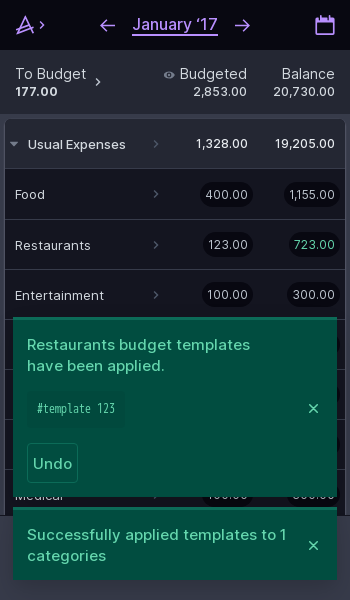 January ‘17
To Budget Budgeted Balance
177.00 2,853.00 20,730.00
Usual Expenses 1,328.00 19,205.00
Food 400.00 1,155.00
Restaurants 123.00 723.00
Entertainment 100.00 300.00
Restaurants budget templates
have been applied.
#template 123
Undo
Medical
Successfully applied templates to 1
categories